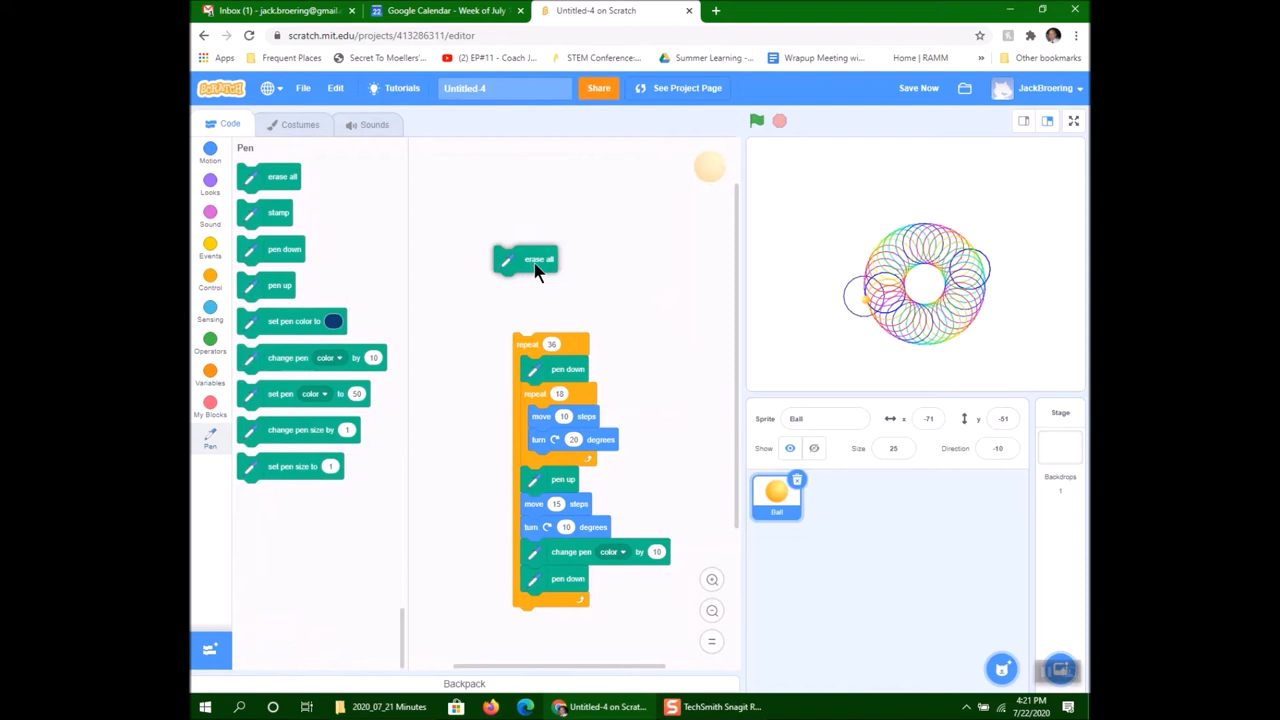 Inbox (1) - jack.broering@gmail.
Google Calendar - Week of July
Untitled-4 on Scratch
scratch.mit.edu/projects/413286311/editor
Apps
Frequent Places
Secret To Moellers'...
(2) EP#11 - Coach J...
STEM Conference:...
Summer Learning -...
Wrapup Meeting wi...
Home | RAMM
»
Other bookmarks
SCRATCH
File
Edit
Tutorials
Untitled-4
Share
See Project Page
Save Now
JackBroering
Code
Costumes
Sounds
Motion
Looks
Sound
Events
Control
Sensing
Operators
Variables
My Blocks
Pen
Pen
erase all
stamp
pen down
pen up
set pen color to
change pen color by 10
set pen color to 50
change pen size by 1
set pen size to 1
erase all
repeat 36
pen down
repeat 18
move 10 steps
turn 20 degrees
pen up
move 15 steps
turn 10 degrees
change pen color by 10
pen down
Backpack
Sprite Ball x -71 y -51
Show Size 25 Direction -10
Ball
Stage
Backdrops
1
2020_07_21 Minutes
Untitled-4 on Scrat...
TechSmith Snagit R...
4:21 PM
7/22/2020